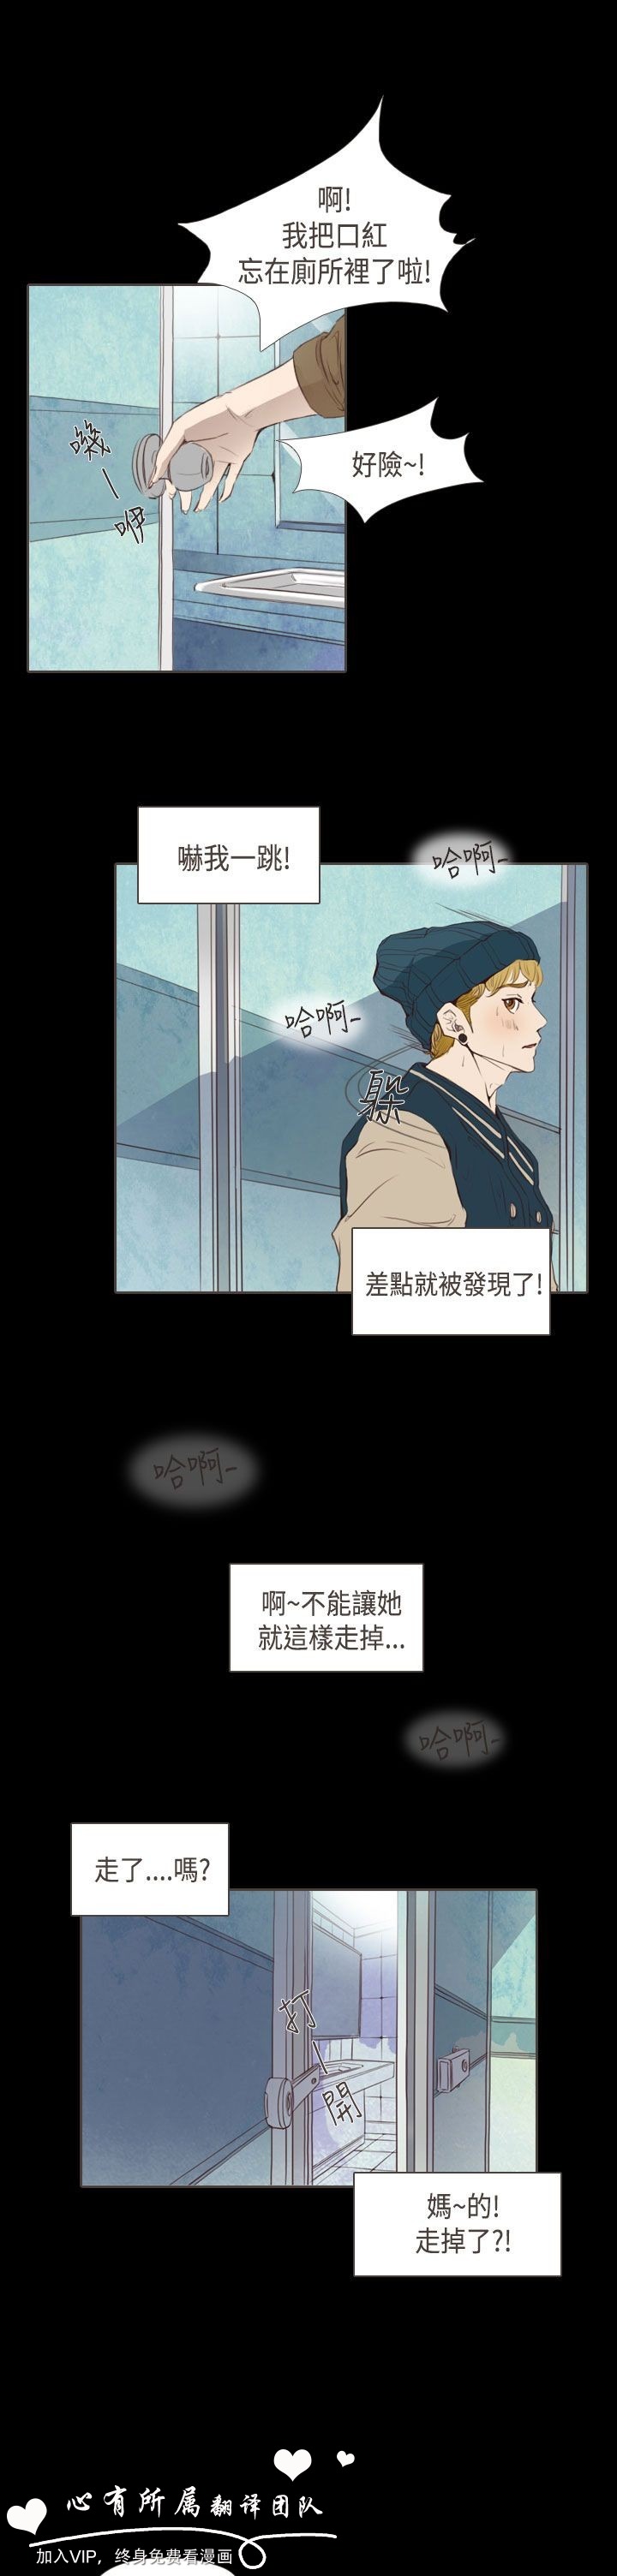 啊!
我把口紅
忘在廁所裡了啦!
嘰
咿
好險~!
嚇我一跳!
哈啊~
哈啊~
躲
差點就被發現了!
哈啊~
啊~不能讓她
就這樣走掉...
哈啊~
走了....嗎?
打
開
媽~的!
走掉了?!
心有所属翻译团队
加入VIP，终身免费看漫画